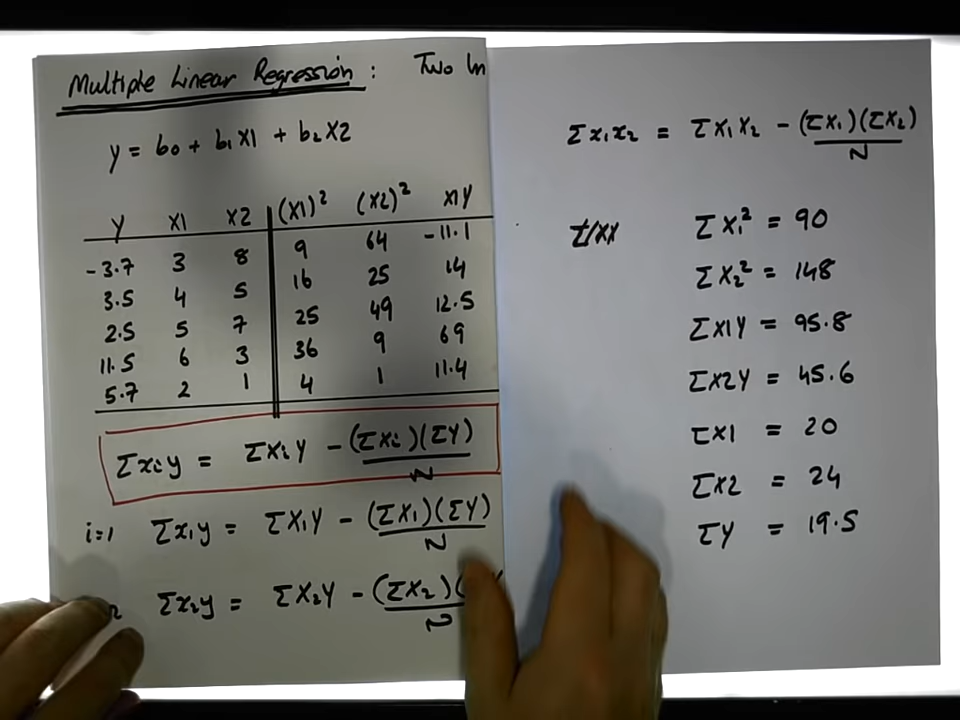 Multiple Linear Regression : Two In
y = b0 + b1X1 + b2X2
Y X1 X2 (X1)² (X2)² X1Y
-3.7 3 8 9 64 -11.1
3.5 4 5 16 25 14
2.5 5 7 25 49 12.5
11.5 6 3 36 9 69
5.7 2 1 4 1 11.4
Σxiy = ΣXiY - (ΣXi)(ΣY)
N
i=1 Σx1y = ΣX1Y - (ΣX1)(ΣY)
N
Σx2y = ΣX2Y - (ΣX2)(
N
Σx1x2 = ΣX1X2 - (ΣX1)(ΣX2)
N
ΣX1² = 90
ΣX2² = 148
ΣX1Y = 95.8
ΣX2Y = 45.6
ΣX1 = 20
ΣX2 = 24
ΣY = 19.5